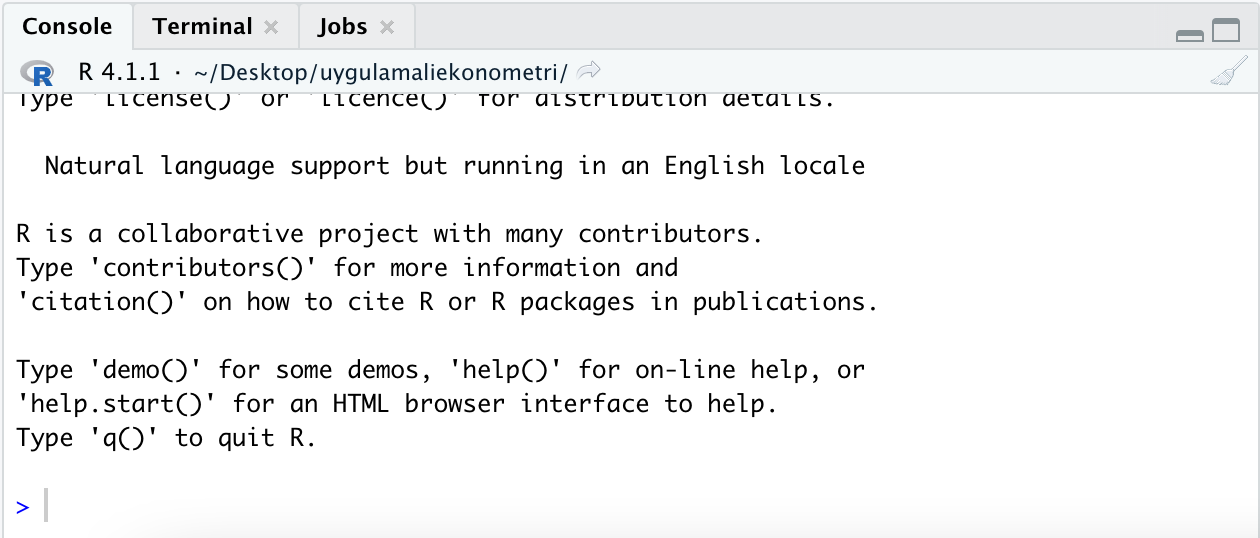 Console Terminal Jobs
R R 4.1.1 · ~/Desktop/uygulamaliekonometri/
Type 'license()' or 'licence()' for distribution details.
Natural language support but running in an English locale
R is a collaborative project with many contributors.
Type 'contributors()' for more information and
'citation()' on how to cite R or R packages in publications.
Type 'demo()' for some demos, 'help()' for on-line help, or
'help.start()' for an HTML browser interface to help.
Type 'q()' to quit R.
>